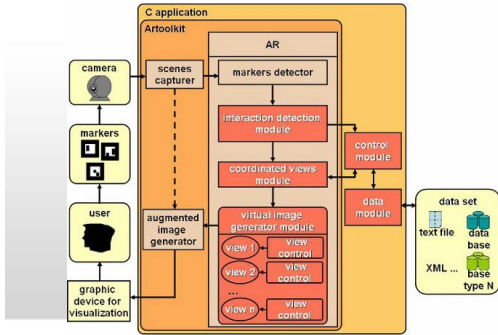 C application
Artoolkit
AR
camera
scenes
capturer
markers detector
markers
interaction detection
module
control
module
coordinated views
module
user
augmented
image
generator
virtual image
generator module
data
module
data set
text file
data
base
XML ...
base
type N
view 1
view
control
view 2
view
control
...
view n
view
control
graphic
device for
visualization